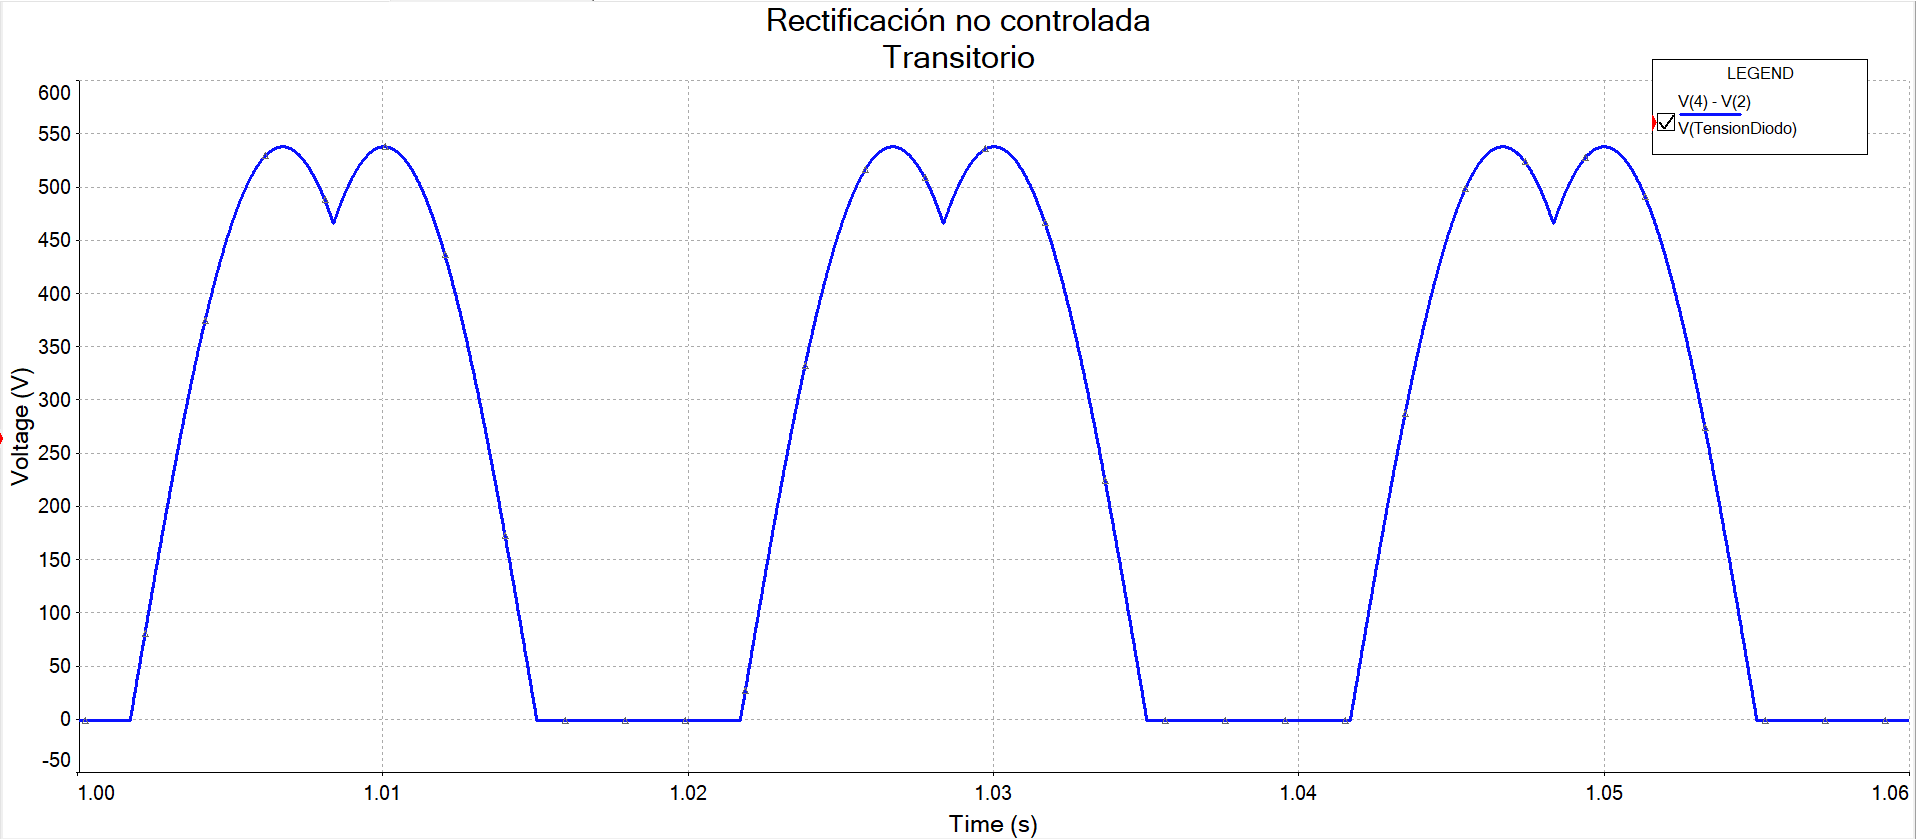 Rectificación no controlada
Transitorio
LEGEND
V(4) - V(2)
V(TensionDiodo)
Voltage (V)
600
550
500
450
400
350
300
250
200
150
100
50
0
-50
1.00 1.01 1.02 1.03 1.04 1.05 1.06
Time (s)